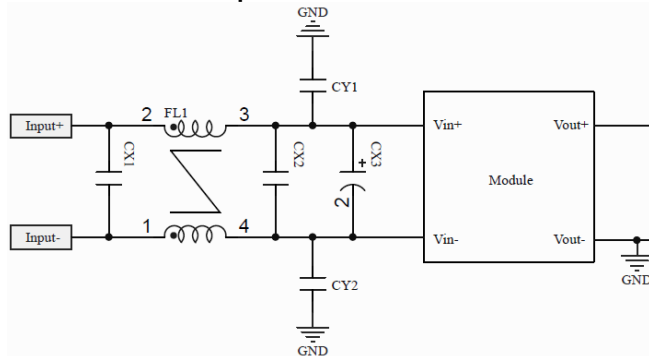 GND
CY1
Input+
2
FL1
3
Vin+
Vout+
CX1
CX2
+
CX3
Module
2
Input-
1
4
Vin-
Vout-
CY2
GND
GND